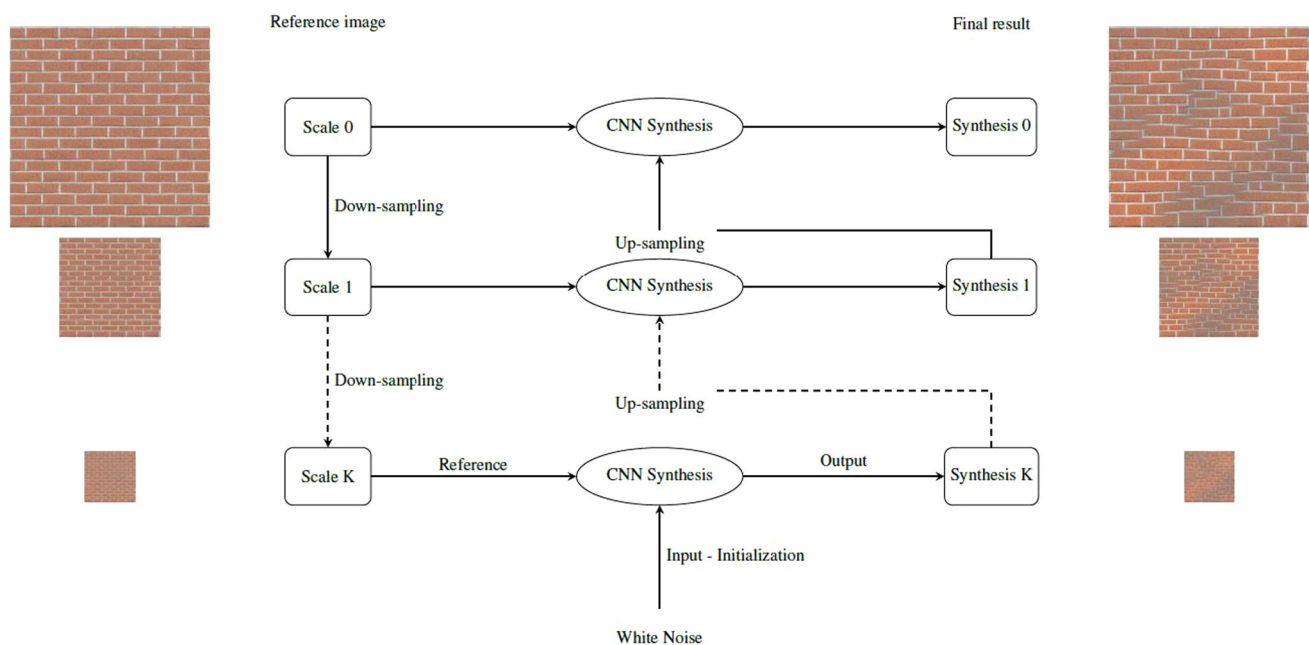 Reference image
Final result
Scale 0
CNN Synthesis
Synthesis 0
Down-sampling
Up-sampling
Scale 1
CNN Synthesis
Synthesis 1
Down-sampling
Up-sampling
Scale K
Reference
CNN Synthesis
Output
Synthesis K
Input - Initialization
White Noise